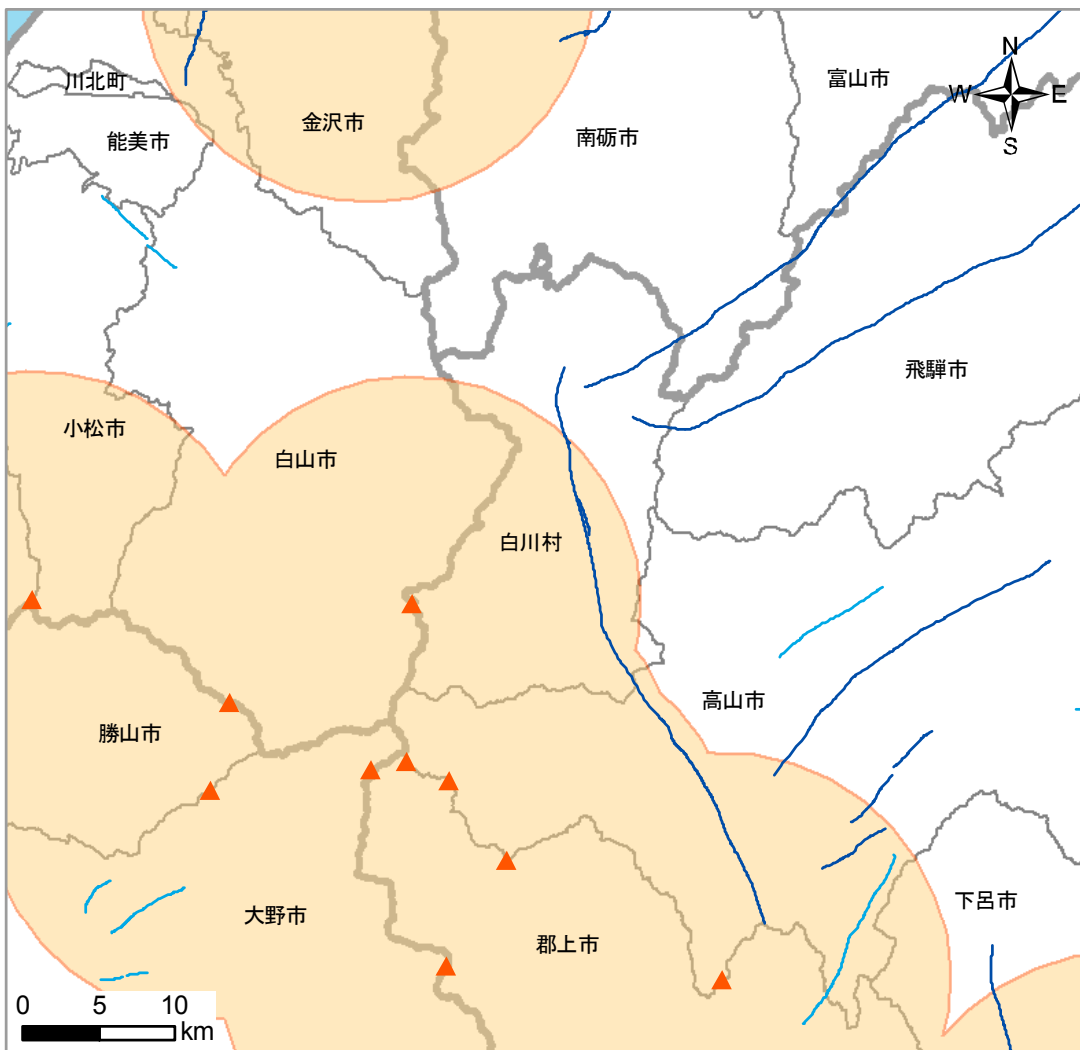 N
W E
S
川北町
富山市
金沢市
能美市
南砺市
飛騨市
小松市
白山市
白川村
高山市
勝山市
下呂市
大野市
郡上市
0 5 10
km